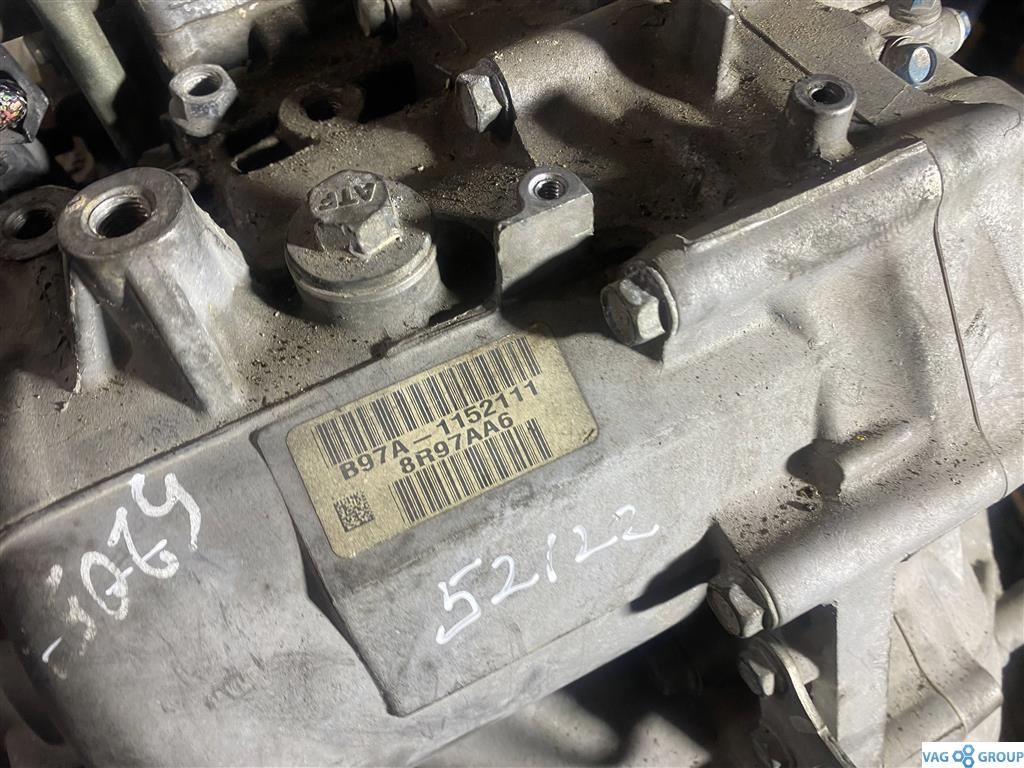 ATF
B97A-1152111
8R97AA6
52122
VAG GROUP